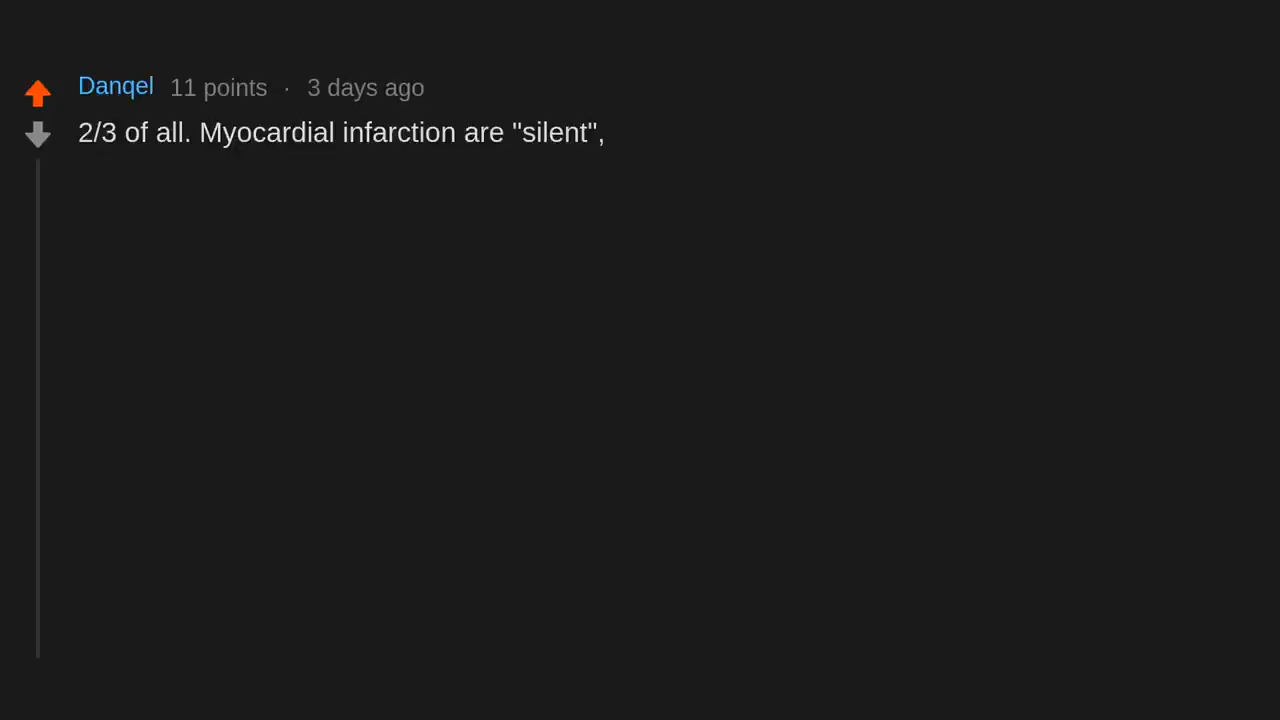 Danqel 11 points · 3 days ago
2/3 of all. Myocardial infarction are "silent",